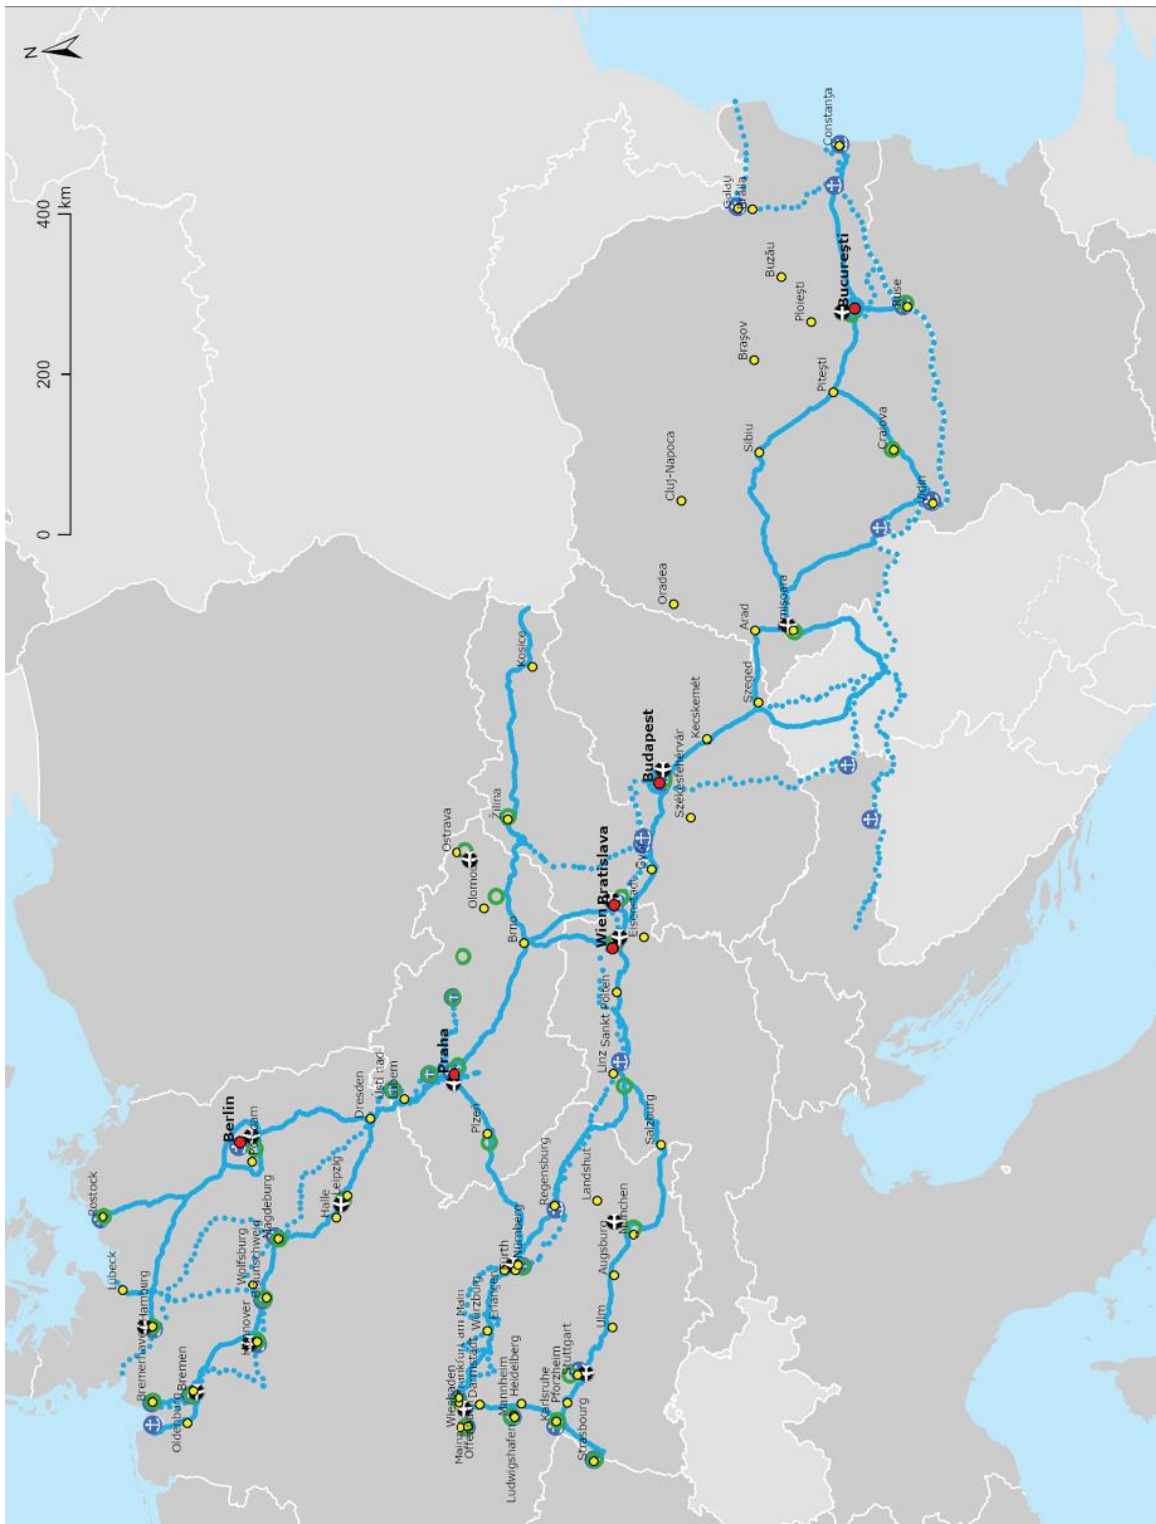 N
0 200 400
km
Rostock
Lübeck
Hamburg
Bremerhaven
Bremen
Oldenburg
Hannover
Wolfsburg
Braunschweig
Magdeburg
Berlin
Potsdam
Halle
Leipzig
Dresden
Ústí nad
Labem
Praha
Plzeň
Brno
Olomouc
Ostrava
Žilina
Košice
Wiesbaden
Mainz
Frankfurt am Main
Darmstadt
Mannheim
Ludwigshafen
Heidelberg
Karlsruhe
Pforzheim
Stuttgart
Strasbourg
Würzburg
Erlangen
Fürth
Nürnberg
Regensburg
Landshut
Ulm
Augsburg
München
Salzburg
Linz
Sankt Pölten
Wien
Bratislava
Eisenstadt
Győr
Budapest
Székesfehérvár
Kecskemét
Szeged
Arad
Timișoara
Oradea
Cluj-Napoca
Sibiu
Brașov
Pitești
Ploiești
Buzău
Galați
Brăila
București
Constanța
Craiova
Vidin
Ruse